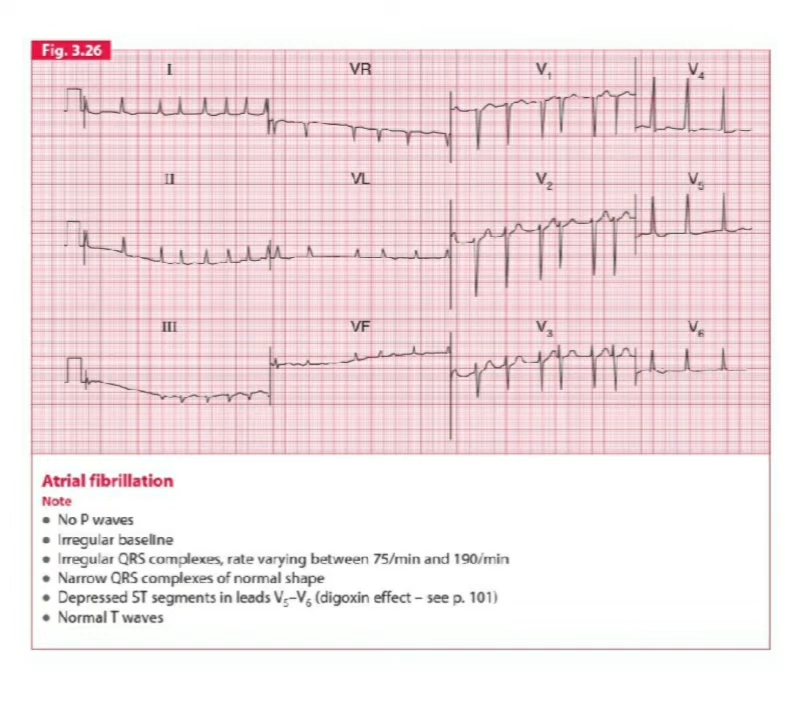 Fig. 3.26
I VR V₁ V₄
II VL V₂ V₅
III VF V₃ V₆
Atrial fibrillation
Note
• No P waves
• Irregular baseline
• Irregular QRS complexes, rate varying between 75/min and 190/min
• Narrow QRS complexes of normal shape
• Depressed ST segments in leads V₅–V₆ (digoxin effect – see p. 101)
• Normal T waves